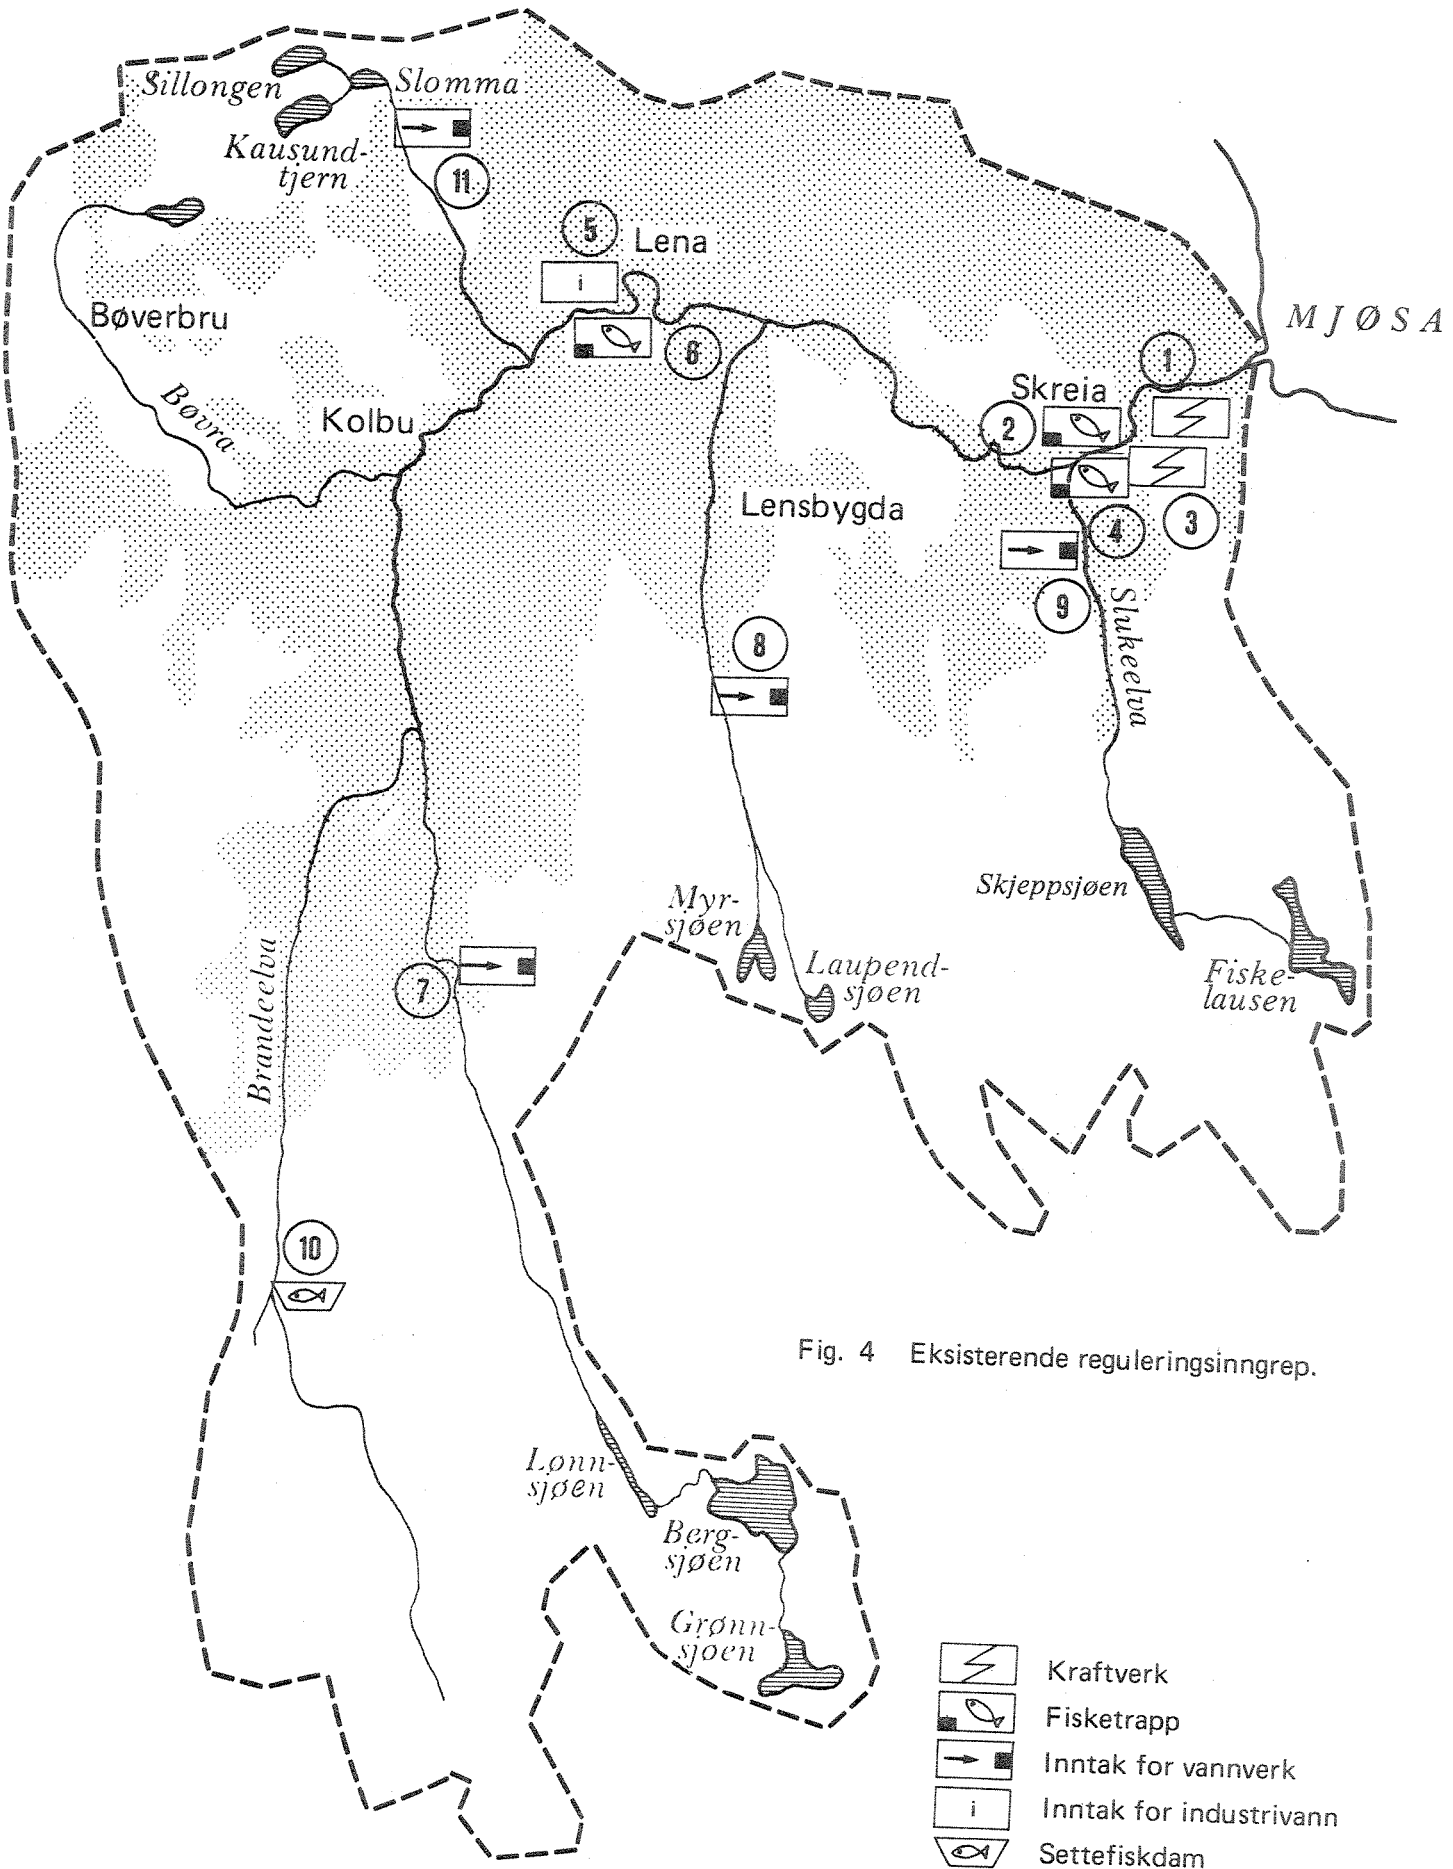 Sillongen
Slomma
Kausund-
tjern
11
5
Lena
i
Bøverbru
MJØSA
6
1
Bøvra
Kolbu
Skreia
2
Lensbygda
4
3
9
Slukeelva
8
Skjeppsjøen
Myr-
sjøen
Laupend-
sjøen
Fiske-
lausen
Brandeelva
7
10
Fig. 4 Eksisterende reguleringsinngrep.
Lønn-
sjøen
Berg-
sjøen
Grønn-
sjøen
Kraftverk
Fisketrapp
Inntak for vannverk
i
Inntak for industrivann
Settefiskdam